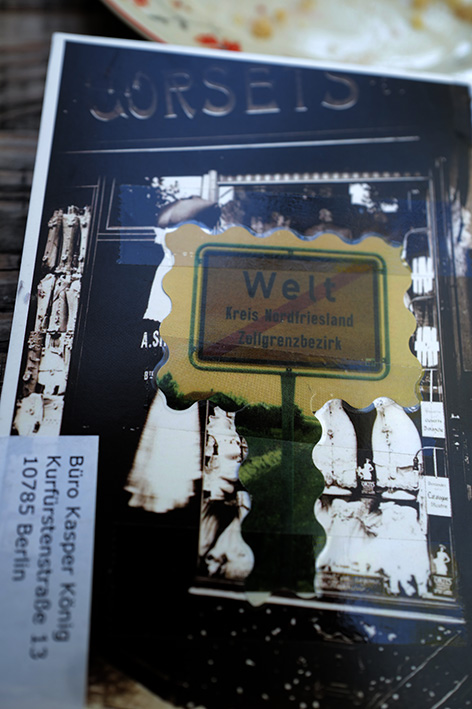 CORSETS
Welt
Kreis Nordfriesland
Zollgrenzbezirk
Büro Kasper König
Kurfürstenstraße 13
10785 Berlin